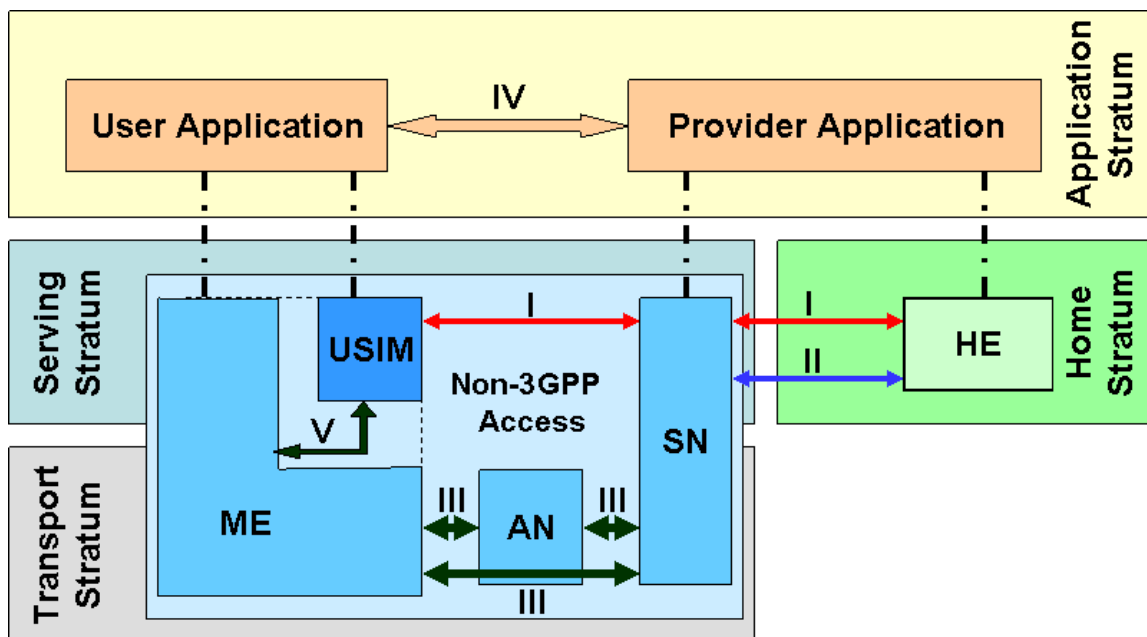 IV
User Application
Provider Application
Application
Stratum
Serving
Stratum
USIM
I
I
II
HE
Home
Stratum
Non-3GPP
Access
V
SN
Transport
Stratum
ME
III
III
AN
III